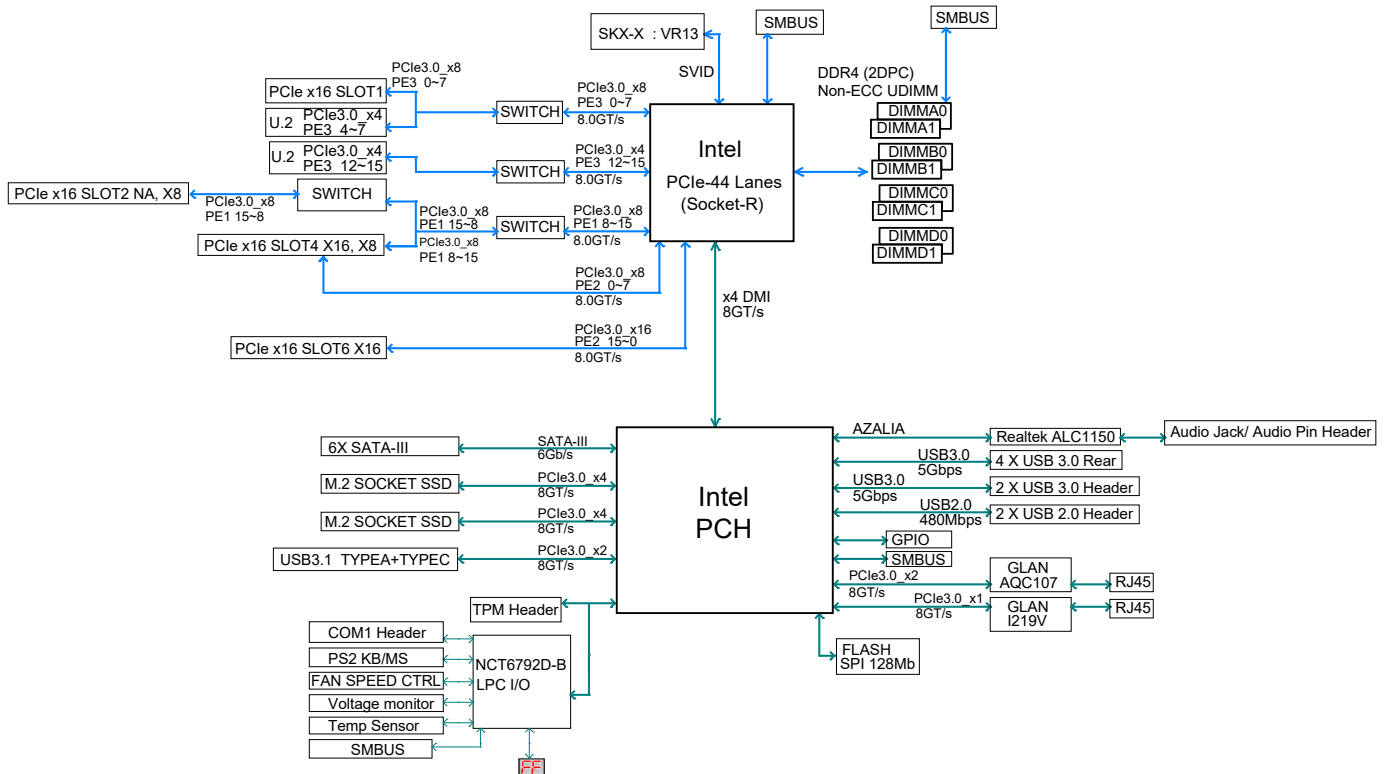 SKX-X : VR13
SMBUS
SMBUS
SVID
DDR4 (2DPC)
Non-ECC UDIMM
DIMMA0
DIMMA1
DIMMB0
DIMMB1
DIMMC0
DIMMC1
DIMMD0
DIMMD1
PCIe3.0_x8
PE3 0~7
PCIe x16 SLOT1
U.2 PCIe3.0_x4
PE3 4~7
U.2 PCIe3.0_x4
PE3 12~15
SWITCH
PCIe3.0_x8
PE3 0~7
8.0GT/s
SWITCH
PCIe3.0_x4
PE3 12~15
8.0GT/s
Intel
PCIe-44 Lanes
(Socket-R)
PCIe x16 SLOT2 NA, X8
PCIe3.0_x8
PE1 15~8
SWITCH
PCIe3.0_x8
PE1 15~8
SWITCH
PCIe3.0_x8
PE1 8~15
8.0GT/s
PCIe x16 SLOT4 X16, X8
PCIe3.0_x8
PE1 8~15
PCIe3.0_x8
PE2 0~7
8.0GT/s
x4 DMI
8GT/s
PCIe x16 SLOT6 X16
PCIe3.0_x16
PE2 15~0
8.0GT/s
6X SATA-III
SATA-III
6Gb/s
M.2 SOCKET SSD
PCIe3.0_x4
8GT/s
M.2 SOCKET SSD
PCIe3.0_x4
8GT/s
USB3.1 TYPEA+TYPEC
PCIe3.0_x2
8GT/s
Intel
PCH
AZALIA
Realtek ALC1150
Audio Jack/ Audio Pin Header
USB3.0
5Gbps
4 X USB 3.0 Rear
USB3.0
5Gbps
2 X USB 3.0 Header
USB2.0
480Mbps
2 X USB 2.0 Header
GPIO
SMBUS
PCIe3.0_x2
8GT/s
GLAN
AQC107
RJ45
PCIe3.0_x1
8GT/s
GLAN
I219V
RJ45
FLASH
SPI 128Mb
TPM Header
NCT6792D-B
LPC I/O
COM1 Header
PS2 KB/MS
FAN SPEED CTRL
Voltage monitor
Temp Sensor
SMBUS
FF